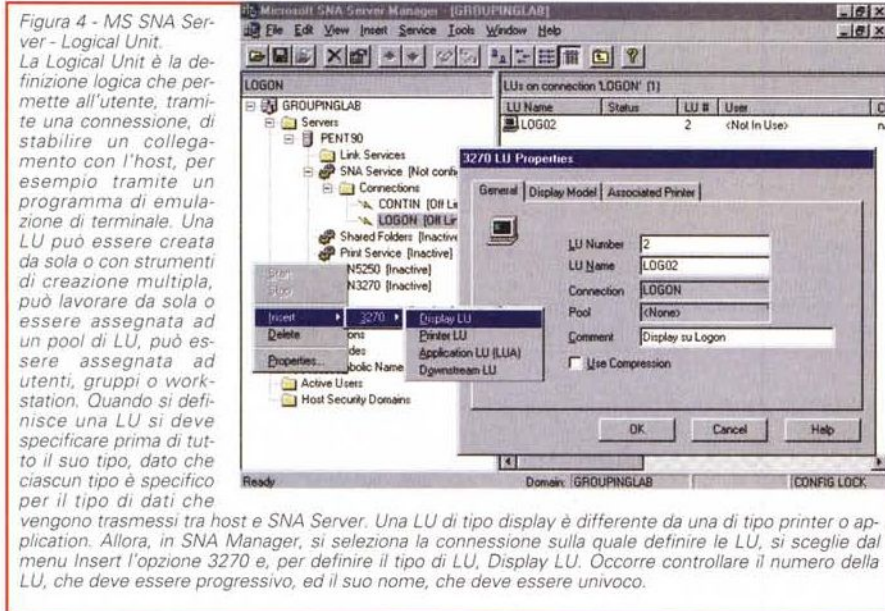 Figura 4 - MS SNA Ser-
ver - Logical Unit.
La Logical Unit è la de-
finizione logica che per-
mette all'utente, trami-
te una connessione, di
stabilire un collega-
mento con l'host, per
esempio tramite un
programma di emula-
zione di terminale. Una
LU può essere creata
da sola o con strumenti
di creazione multipla,
può lavorare da sola o
essere assegnata ad
un pool di LU, può es-
sere assegnata ad
utenti, gruppi o work-
station. Quando si defi-
nisce una LU si deve
specificare prima di tut-
to il suo tipo, dato che
ciascun tipo è specifico
per il tipo di dati che
vengono trasmessi tra host e SNA Server. Una LU di tipo display è differente da una di tipo printer o ap-
plication. Allora, in SNA Manager, si seleziona la connessione sulla quale definire le LU, si sceglie dal
menu Insert l'opzione 3270 e, per definire il tipo di LU, Display LU. Occorre controllare il numero della
LU, che deve essere progressivo, ed il suo nome, che deve essere univoco.
Microsoft SNA Server Manager - [GROUPINGLAB]
File Edit View Insert Service Tools Window Help
LOGON
LUs on connection 'LOGON' (1)
LU Name Status LU # User
LOG02 2 <Not In Use>
GROUPINGLAB
Servers
PENT90
Link Services
SNA Service [Not confi
Connections
CONTIN [Off Li
LOGON [Off Lin
Shared Folders [Inactive
Print Service [Inactive]
N5250 [Inactive]
N3270 [Inactive]
ons
des
bolic Name
Active Users
Host Security Domains
Start
Stop
Insert
Delete
Properties...
3270
Display LU
Printer LU
Application LU (LUA)
Downstream LU
3270 LU Properties
General Display Model Associated Printer
LU Number 2
LU Name LOG02
Connection LOGON
Pool <None>
Comment Display su Logon
Use Compression
OK Cancel Help
Ready Domain: GROUPINGLAB CONFIG LOCK